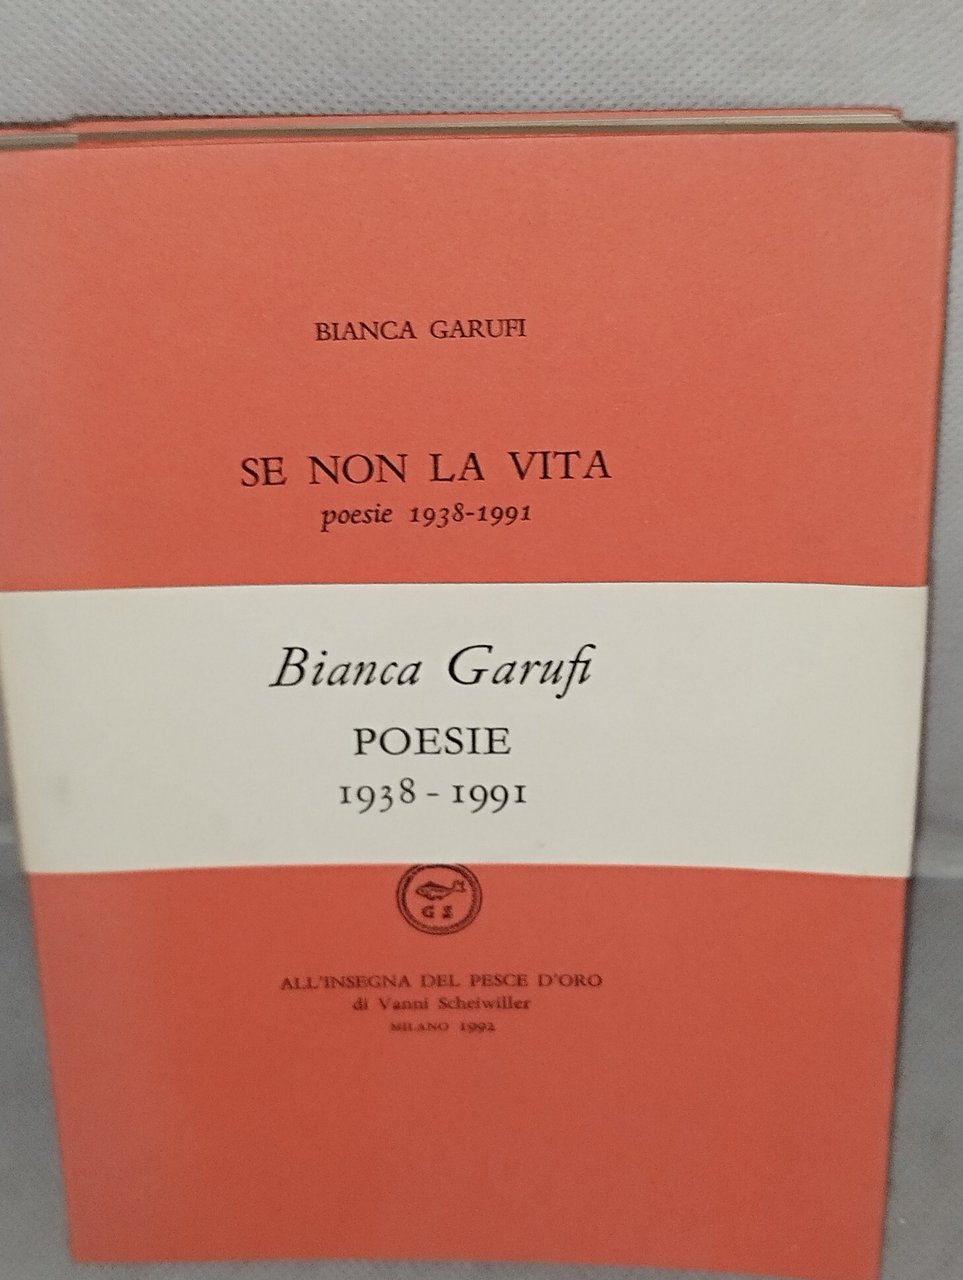 BIANCA GARUFI
SE NON LA VITA
poesie 1938-1991
Bianca Garufi
POESIE
1938 - 1991
G S
ALL'INSEGNA DEL PESCE D'ORO
di Vanni Scheiwiller
MILANO 1992